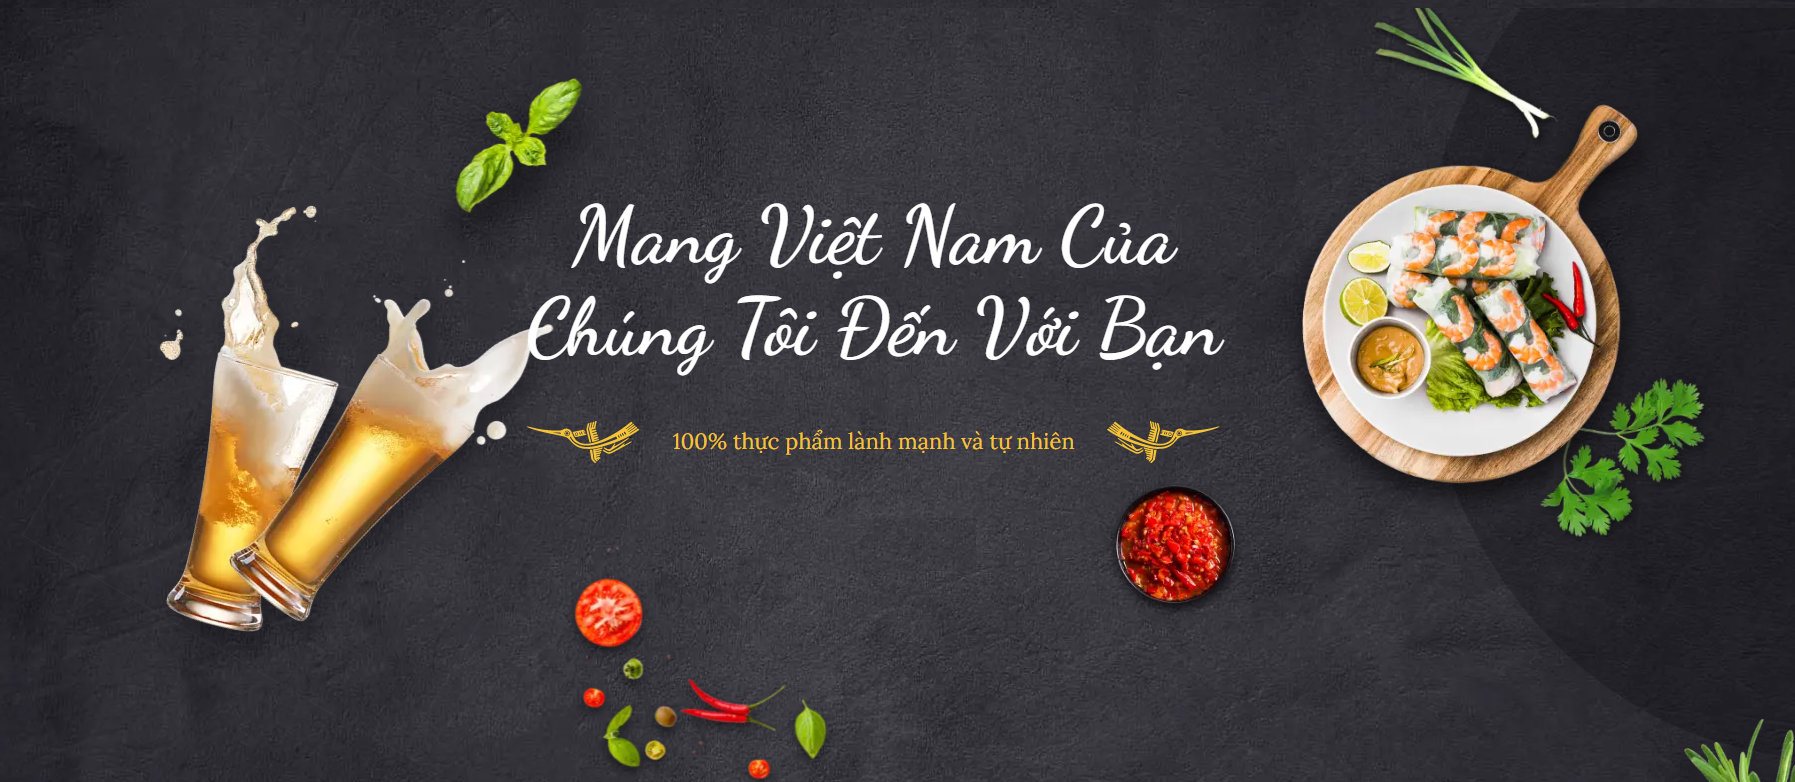 Mang Việt Nam Của
Chúng Tôi Đến Với Bạn
100% thực phẩm lành mạnh và tự nhiên